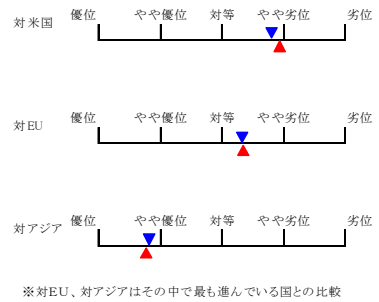 対米国 優位 やや優位 対等 やや劣位 劣位
対EU 優位 やや優位 対等 やや劣位 劣位
対アジア 優位 やや優位 対等 やや劣位 劣位
※対EU、対アジアはその中で最も進んでいる国との比較